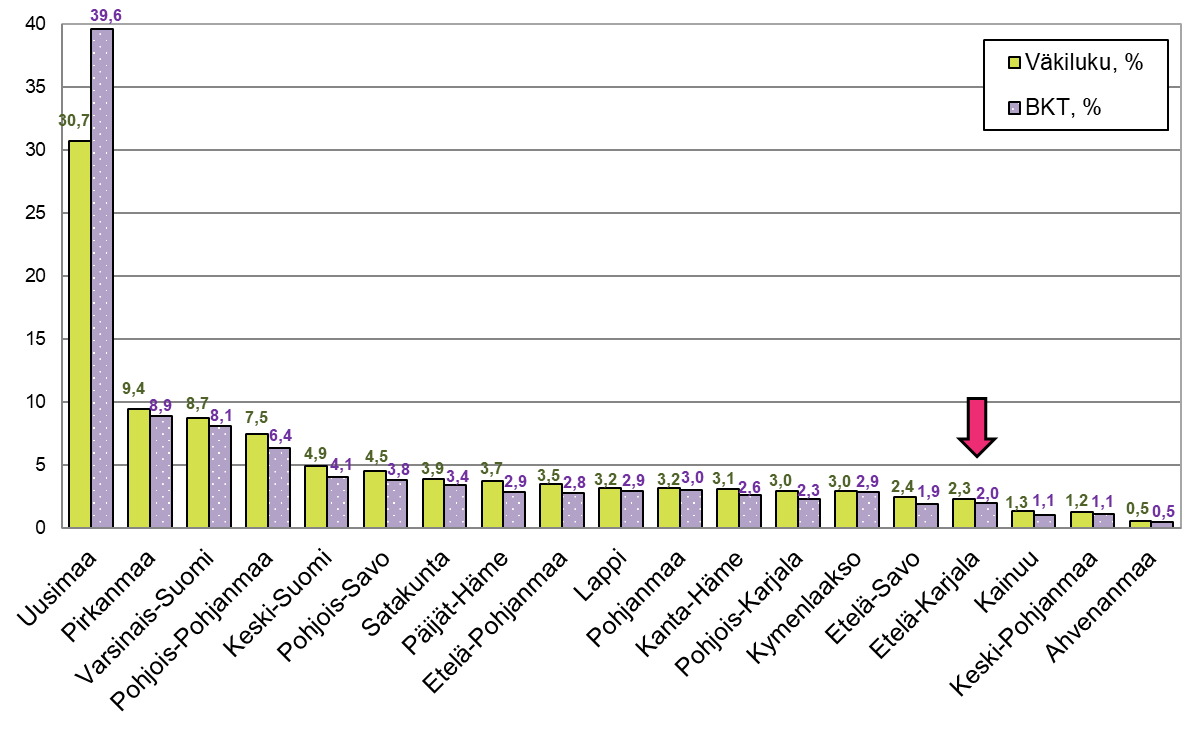 40
35
30
25
20
15
10
5
0
Väkiluku, %
BKT, %
30,7
39,6
9,4
8,9
8,7
8,1
7,5
6,4
4,9
4,1
4,5
3,8
3,9
3,4
3,7
2,9
3,5
2,8
3,2
2,9
3,2
3,0
3,1
2,6
3,0
2,3
3,0
2,9
2,4
1,9
2,3
2,0
1,3
1,1
1,2
1,1
0,5
0,5
Uusimaa
Pirkanmaa
Varsinais-Suomi
Pohjois-Pohjanmaa
Keski-Suomi
Pohjois-Savo
Satakunta
Päijät-Häme
Etelä-Pohjanmaa
Lappi
Pohjanmaa
Kanta-Häme
Pohjois-Karjala
Kymenlaakso
Etelä-Savo
Etelä-Karjala
Kainuu
Keski-Pohjanmaa
Ahvenanmaa